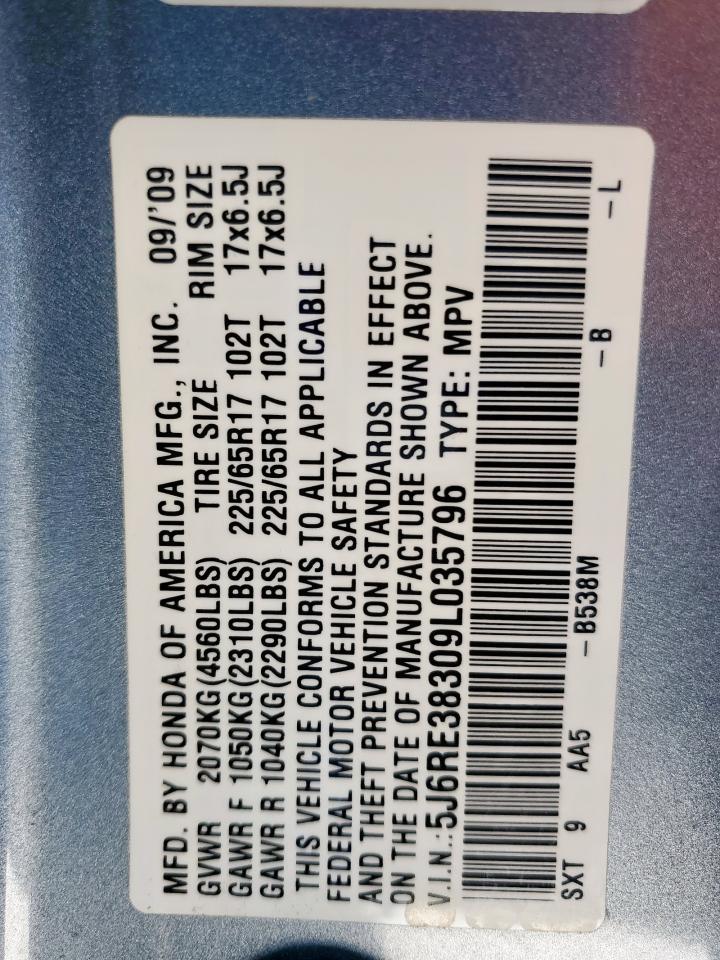 MFD. BY HONDA OF AMERICA MFG., INC. 09/'09
GVWR 2070KG(4560LBS) TIRE SIZE RIM SIZE
GAWR F 1050KG(2310LBS) 225/65R17 102T 17x6.5J
GAWR R 1040KG(2290LBS) 225/65R17 102T 17x6.5J
THIS VEHICLE CONFORMS TO ALL APPLICABLE
FEDERAL MOTOR VEHICLE SAFETY
AND THEFT PREVENTION STANDARDS IN EFFECT
ON THE DATE OF MANUFACTURE SHOWN ABOVE.
V.I.N.:5J6RE38309L035796 TYPE: MPV
SXT 9 AA5 –B538M –B –L